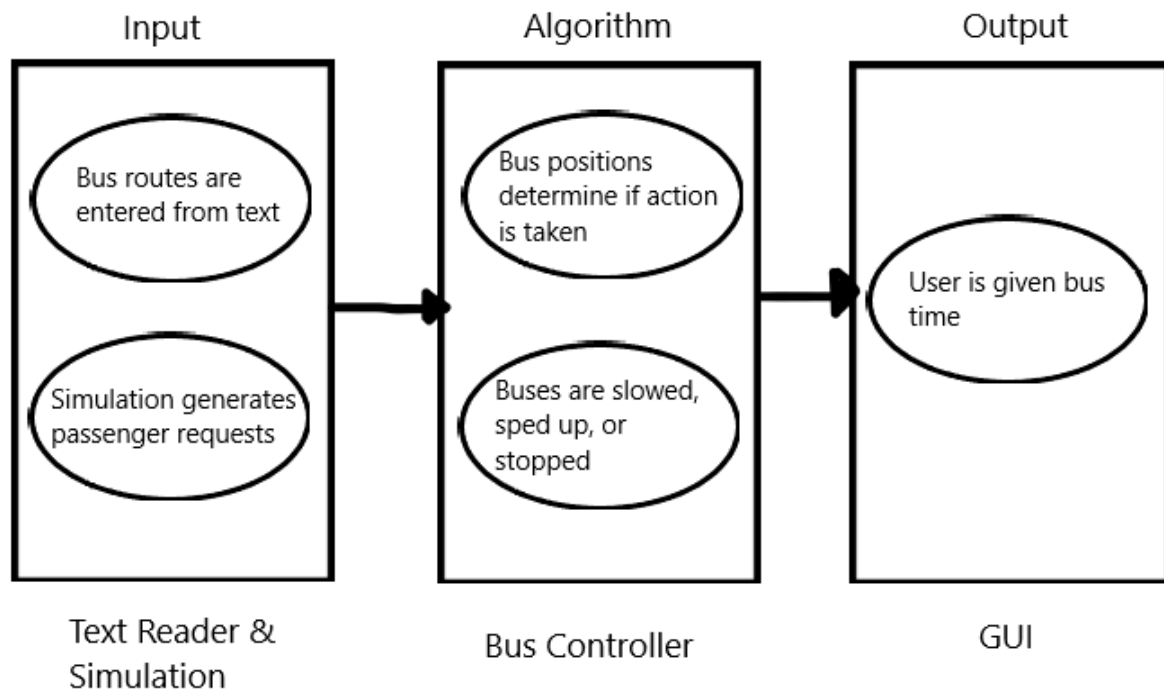 Input
Algorithm
Output
Bus routes are
entered from text
Simulation generates
passenger requests
Bus positions
determine if action
is taken
Buses are slowed,
sped up, or
stopped
User is given bus
time
Text Reader &
Simulation
Bus Controller
GUI